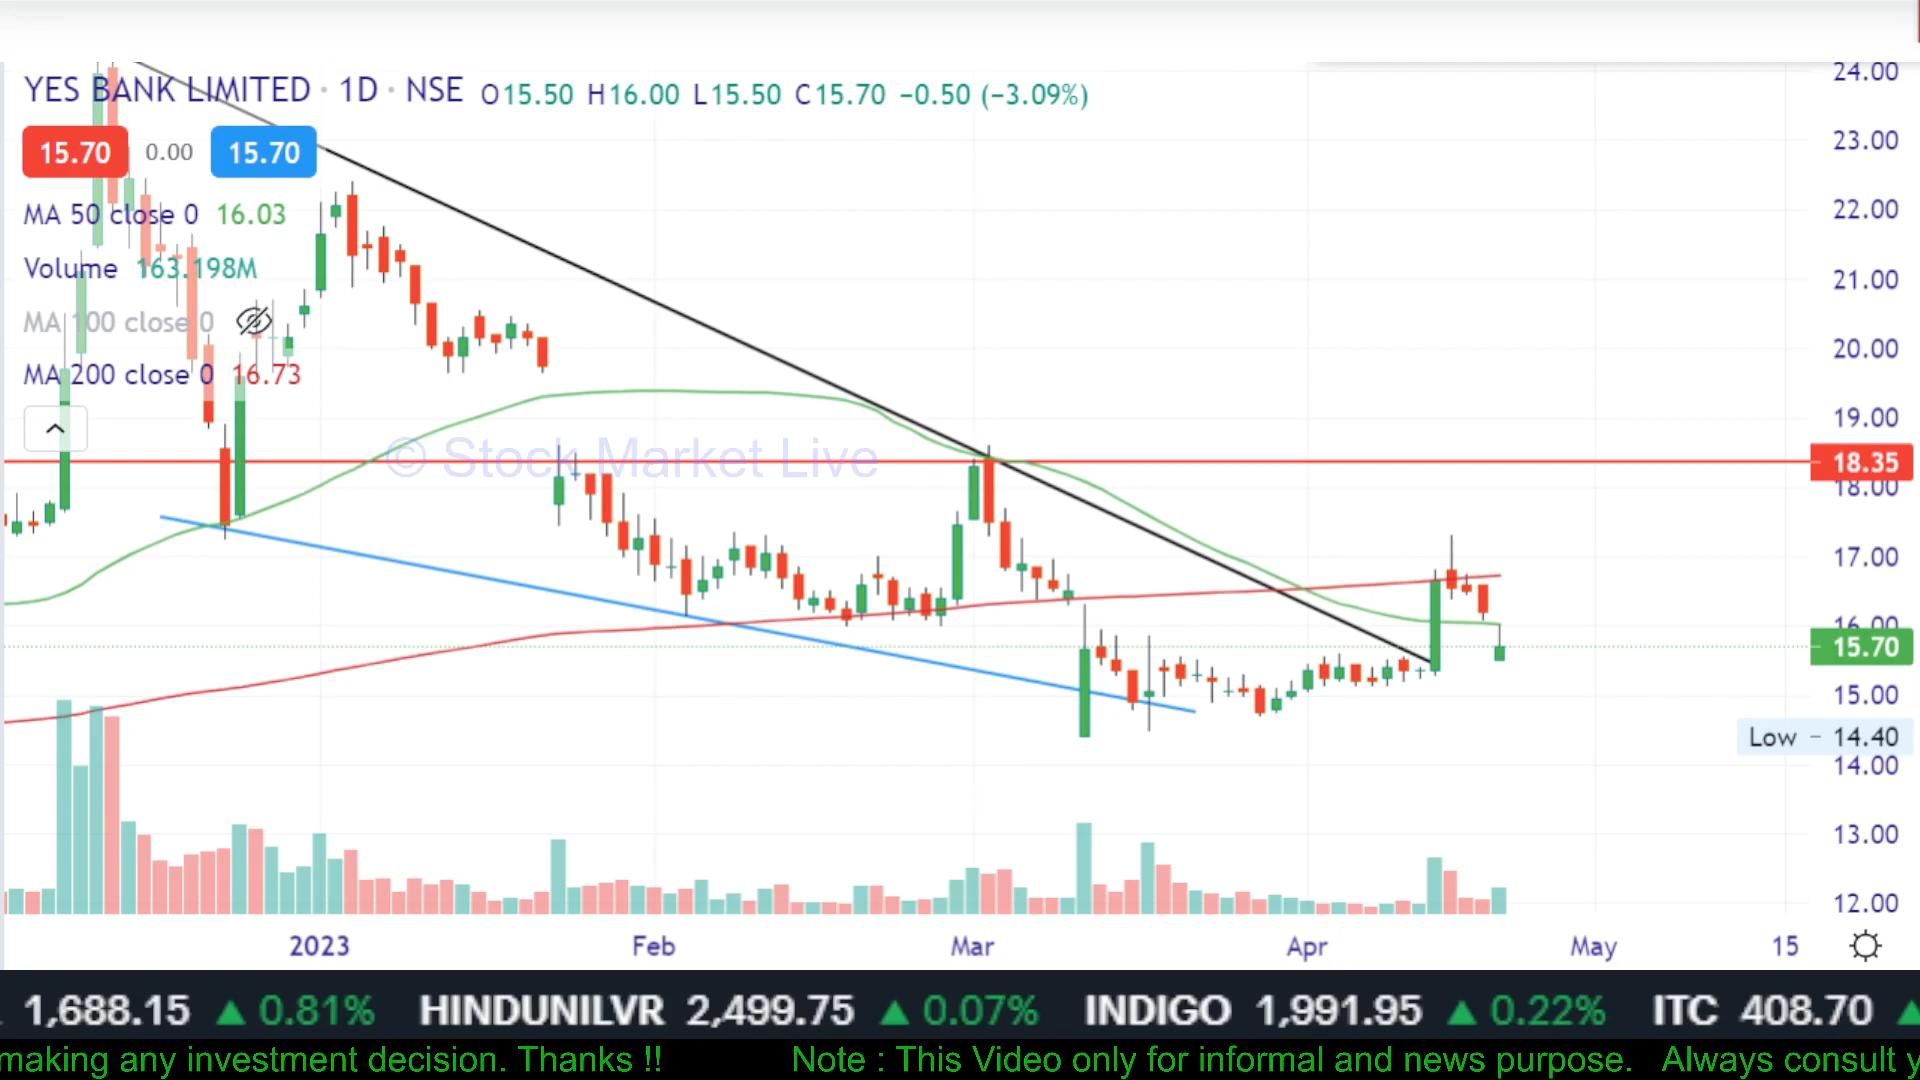 24.00
YES BANK LIMITED · 1D · NSE O15.50 H16.00 L15.50 C15.70 −0.50 (−3.09%)
23.00
15.70 0.00 15.70
MA 50 close 0 16.03
22.00
Volume 163.198M
21.00
MA 100 close 0
20.00
MA 200 close 0 16.73
19.00
© Stock Market Live
18.35
18.00
17.00
16.00
15.70
15.00
Low - 14.40
14.00
13.00
12.00
2023 Feb Mar Apr May 15
1,688.15 ▲ 0.81% HINDUNILVR 2,499.75 ▲ 0.07% INDIGO 1,991.95 ▲ 0.22% ITC 408.70 ▲
making any investment decision. Thanks !! Note : This Video only for informal and news purpose. Always consult y